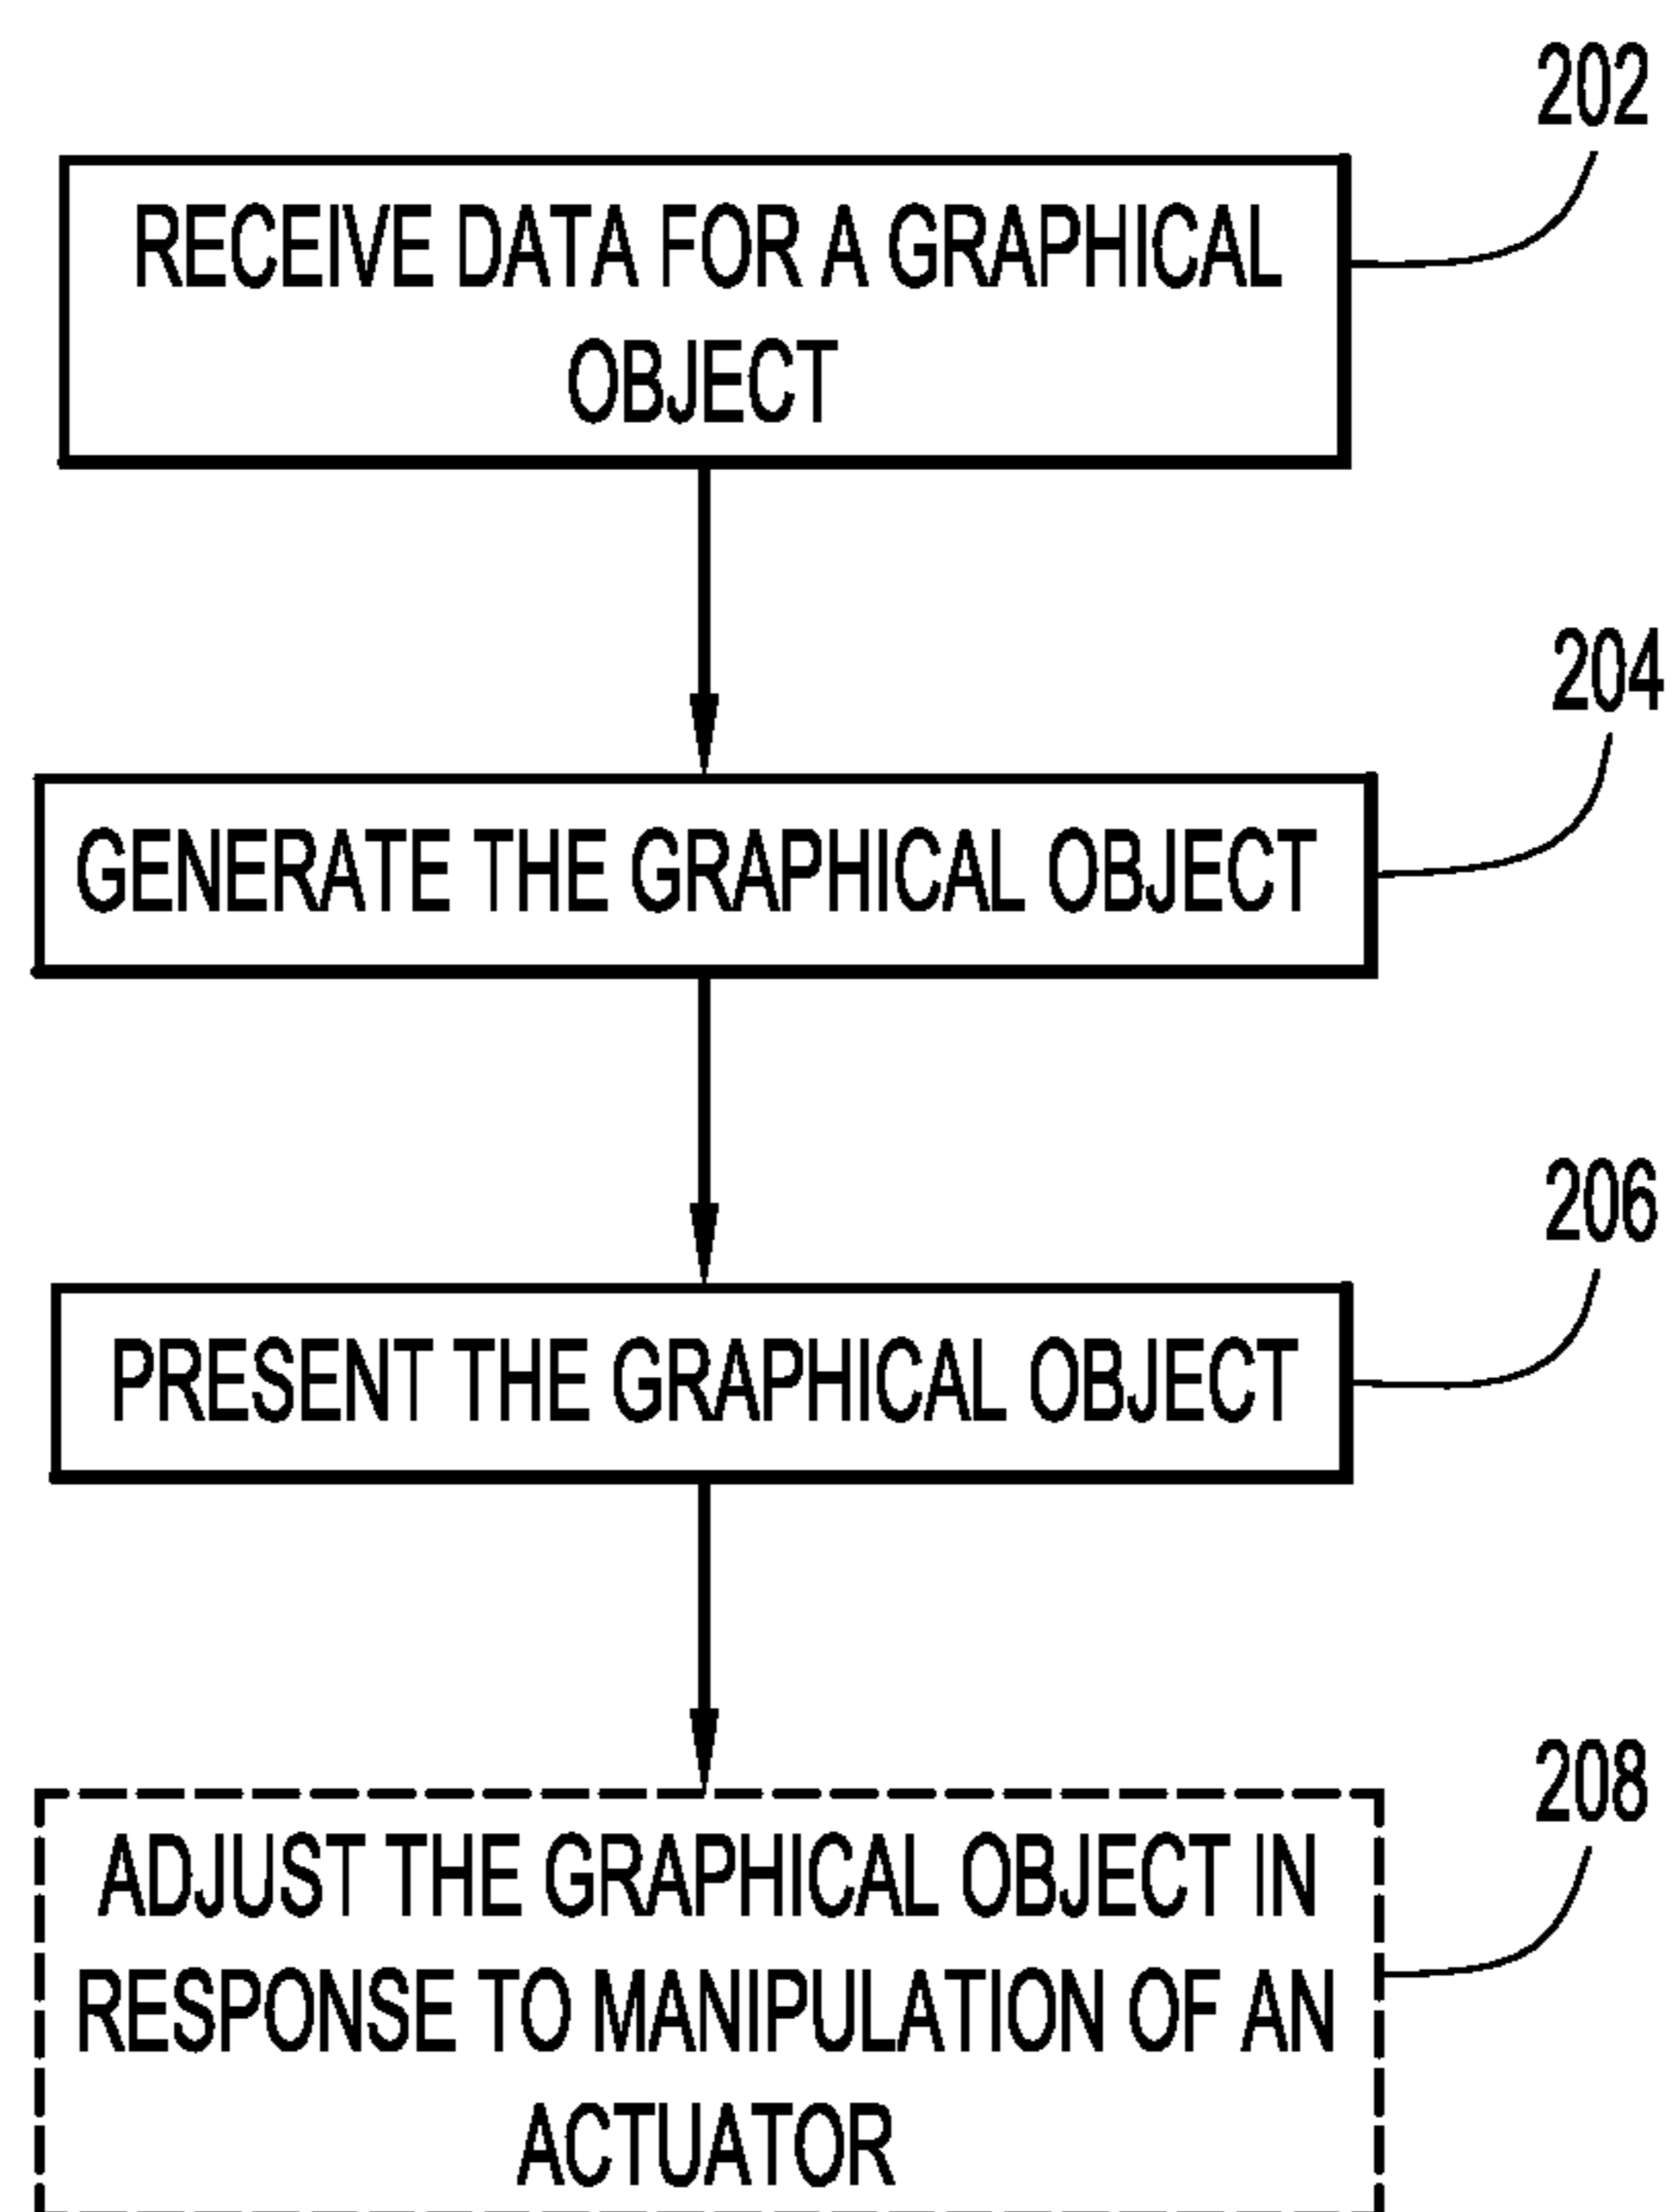 202
RECEIVE DATA FOR A GRAPHICAL
OBJECT
204
GENERATE THE GRAPHICAL OBJECT
206
PRESENT THE GRAPHICAL OBJECT
208
ADJUST THE GRAPHICAL OBJECT IN
RESPONSE TO MANIPULATION OF AN
ACTUATOR